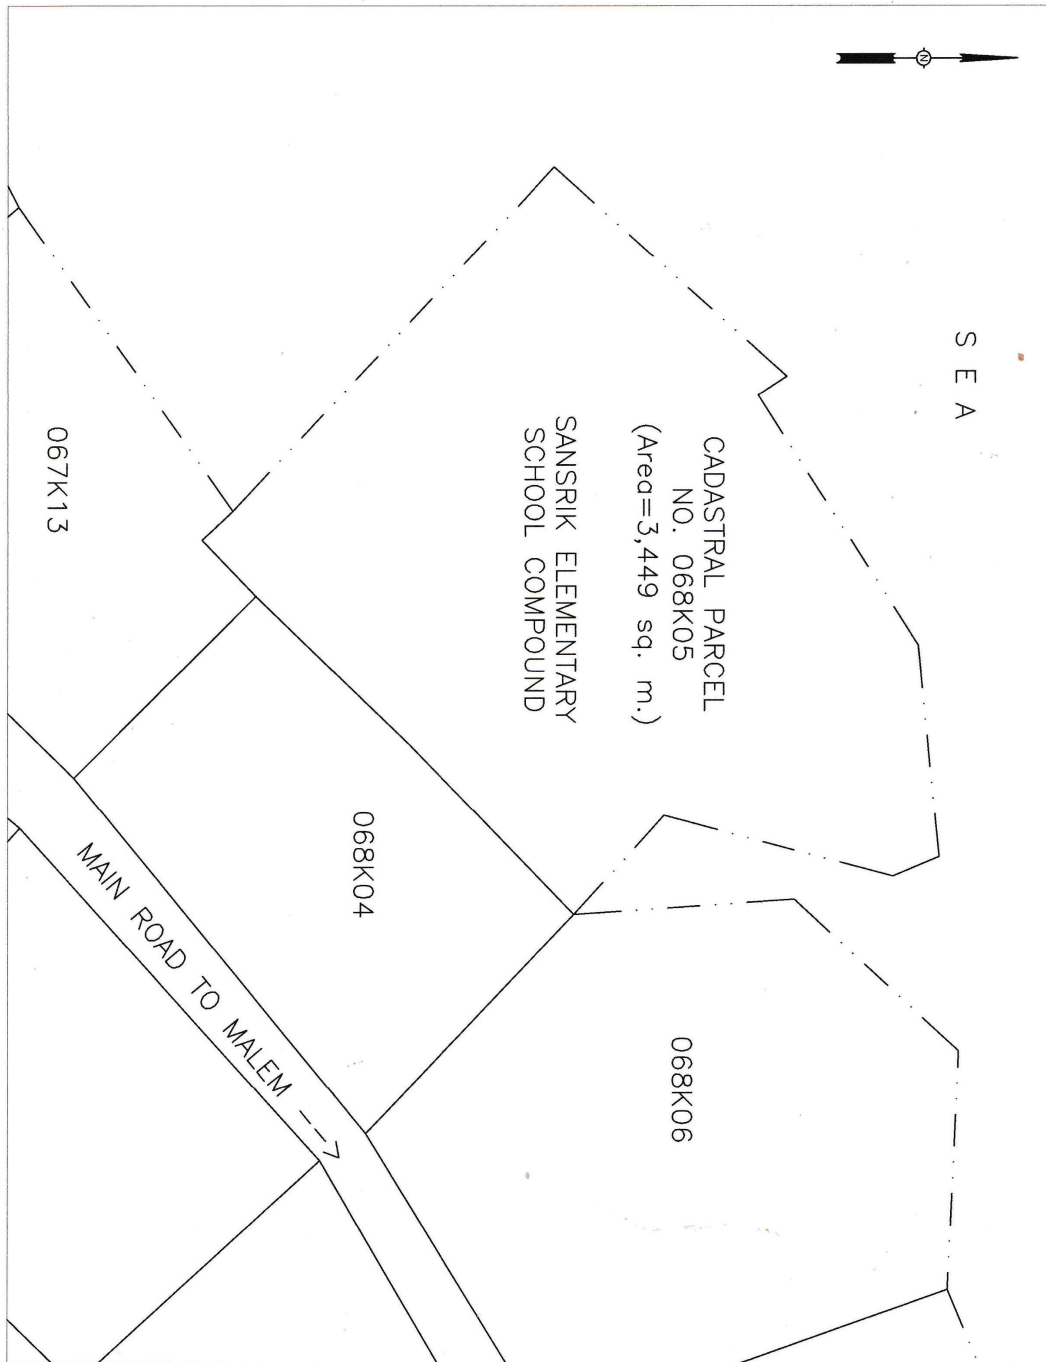 N
S E A
CADASTRAL PARCEL
NO. 068K05
(Area=3,449 sq. m.)
SANSRIK ELEMENTARY
SCHOOL COMPOUND
067K13
068K04
068K06
MAIN ROAD TO MALEM -->